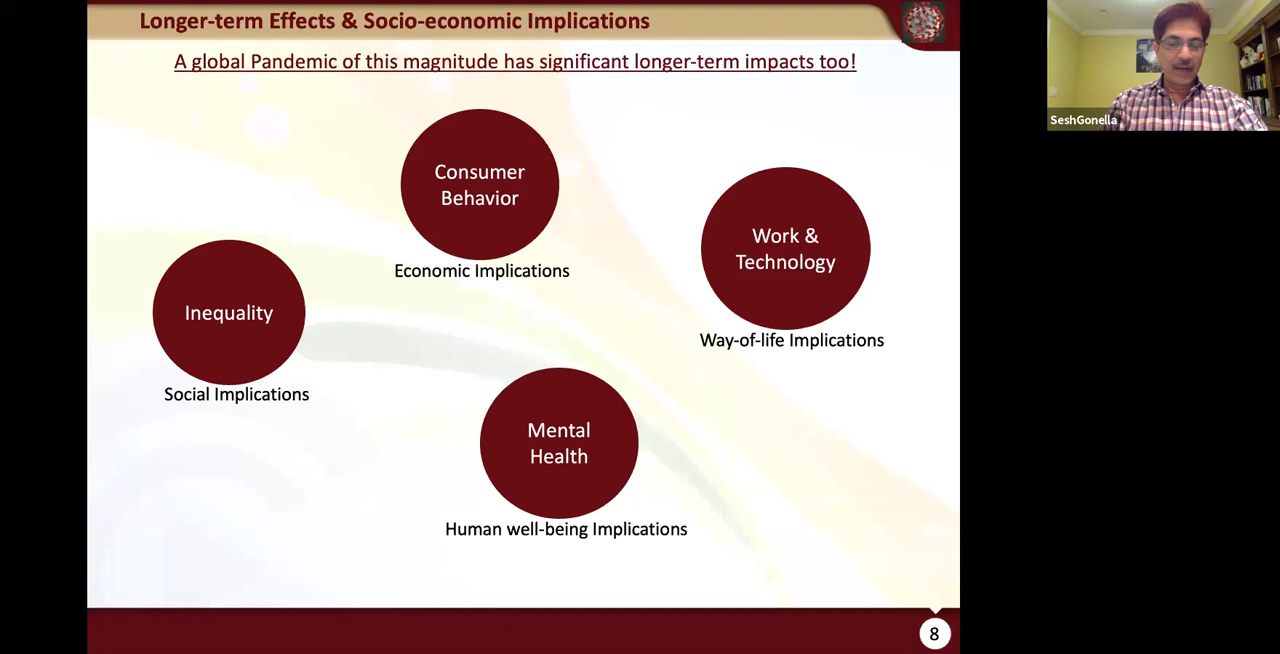 Longer-term Effects & Socio-economic Implications
A global Pandemic of this magnitude has significant longer-term impacts too!
SeshGonella
Consumer
Behavior
Economic Implications
Work &
Technology
Way-of-life Implications
Inequality
Social Implications
Mental
Health
Human well-being Implications
8